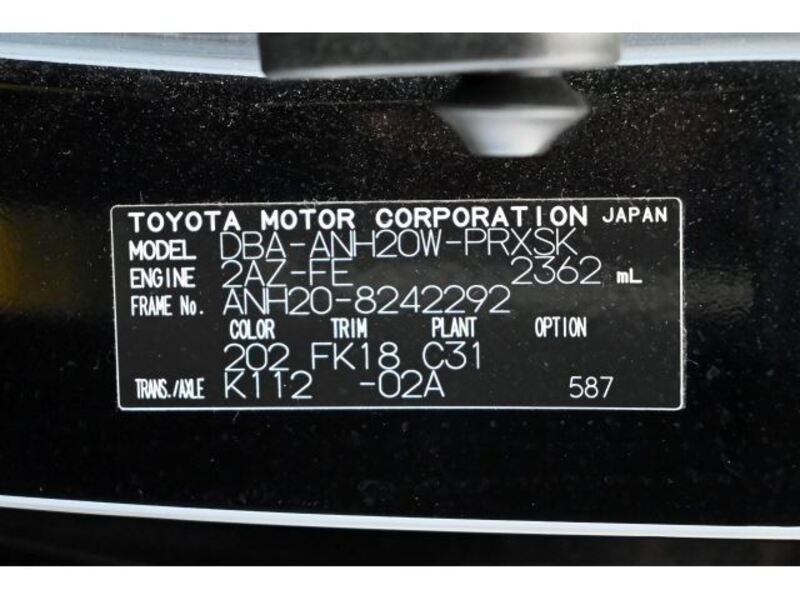 TOYOTA MOTOR CORPORATION JAPAN
MODEL DBA-ANH20W-PRXSK
ENGINE 2AZ-FE 2362 mL
FRAME No. ANH20-8242292
COLOR TRIM PLANT OPTION
202 FK18 C31
TRANS./AXLE K112 -02A 587